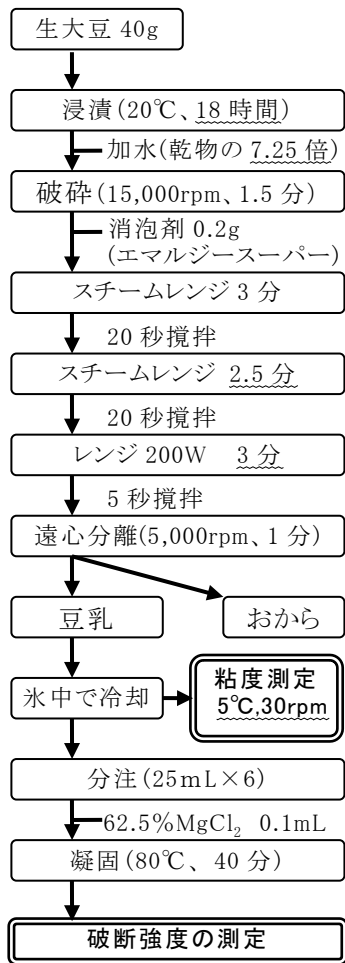 生大豆 40g
浸漬(20℃、18 時間)
加水(乾物の 7.25 倍)
破砕(15,000rpm、1.5 分)
消泡剤 0.2g
(エマルジースーパー)
スチームレンジ 3 分
20 秒撹拌
スチームレンジ 2.5 分
20 秒撹拌
レンジ 200W 3 分
5 秒撹拌
遠心分離(5,000rpm、1 分)
豆乳
おから
氷中で冷却
粘度測定
5℃,30rpm
分注(25mL×6)
62.5%MgCl₂ 0.1mL
凝固(80℃、 40 分)
破断強度の測定